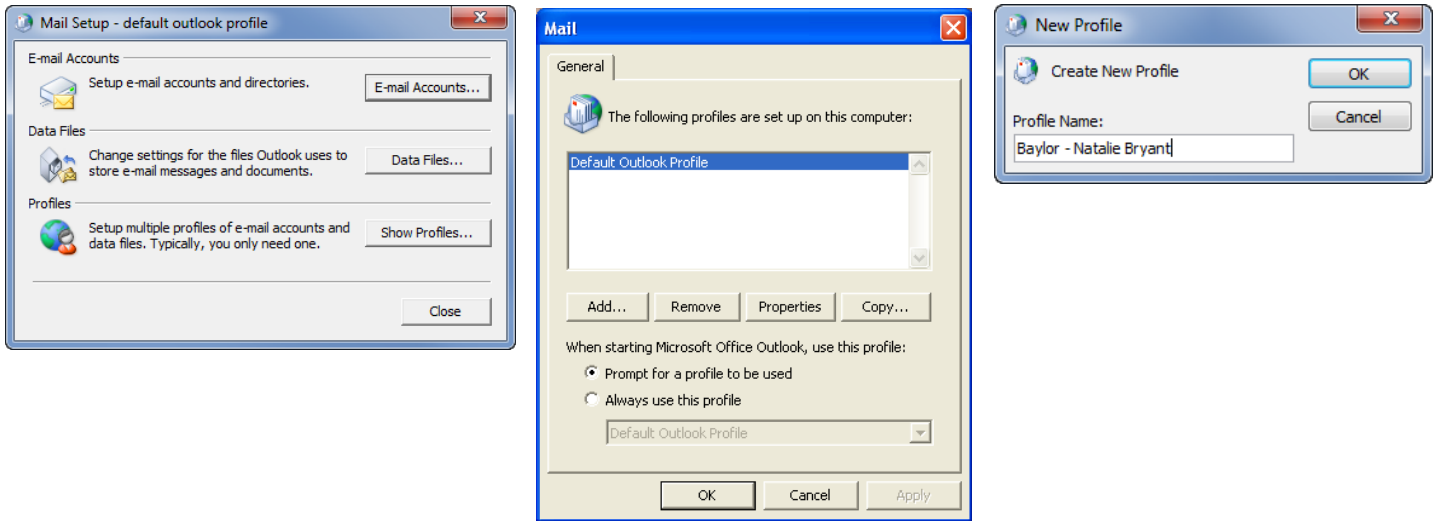 Mail Setup - default outlook profile
E-mail Accounts
Setup e-mail accounts and directories.
E-mail Accounts...
Data Files
Change settings for the files Outlook uses to
store e-mail messages and documents.
Data Files...
Profiles
Setup multiple profiles of e-mail accounts and
data files. Typically, you only need one.
Show Profiles...
Close
Mail
General
The following profiles are set up on this computer:
Default Outlook Profile
Add... Remove Properties Copy...
When starting Microsoft Office Outlook, use this profile:
Prompt for a profile to be used
Always use this profile
Default Outlook Profile
OK Cancel Apply
New Profile
Create New Profile
OK
Cancel
Profile Name:
Baylor - Natalie Bryant